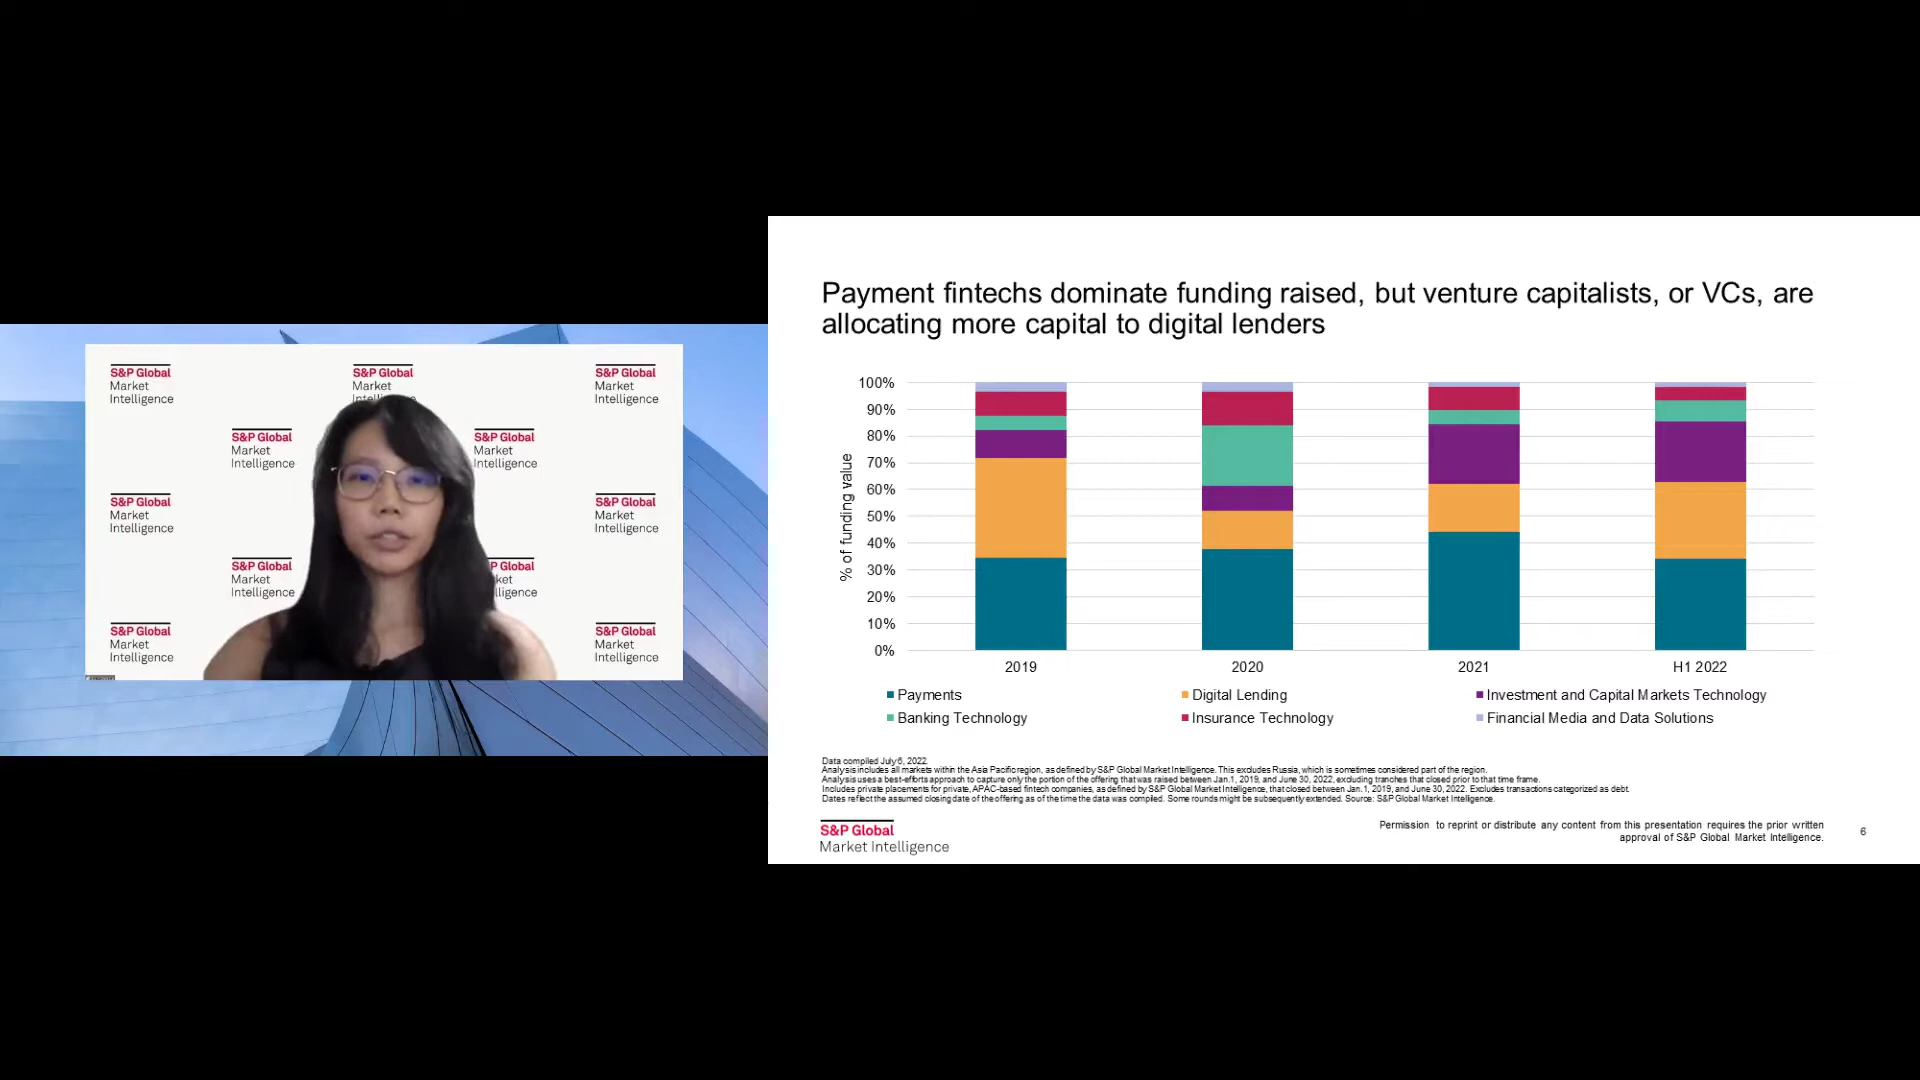 S&P Global
Market
Intelligence
S&P Global
Market
S&P Global
Market
Intelligence
S&P Global
Market
Intelligence
S&P Global
Market
Intelligence
S&P Global
Market
Intelligence
S&P Global
Market
Intelligence
S&P Global
Market
Intelligence
S&P Global
Market
Intelligence
S&P Global
Market
Intelligence
Payment fintechs dominate funding raised, but venture capitalists, or VCs, are
allocating more capital to digital lenders
% of funding value
100%
90%
80%
70%
60%
50%
40%
30%
20%
10%
0%
2019 2020 2021 H1 2022
Payments Digital Lending Investment and Capital Markets Technology
Banking Technology Insurance Technology Financial Media and Data Solutions
Data compiled July 6, 2022.
Analysis includes all markets within the Asia Pacific region, as defined by S&P Global Market Intelligence. This excludes Russia, which is sometimes considered part of the region.
Analysis uses a best-efforts approach to capture only the portion of the offering that was raised between Jan.1, 2019, and June 30, 2022, excluding tranches that closed prior to that time frame.
Includes private placements for private, APAC-based fintech companies, as defined by S&P Global Market Intelligence, that closed between Jan. 1, 2019, and June 30, 2022. Excludes transactions categorized as debt.
Dates reflect the assumed closing date of the offering as of the time the data was compiled. Some rounds might be subsequently extended. Source: S&P Global Market Intelligence.
S&P Global
Market Intelligence
Permission to reprint or distribute any content from this presentation requires the prior written
approval of S&P Global Market Intelligence.
6